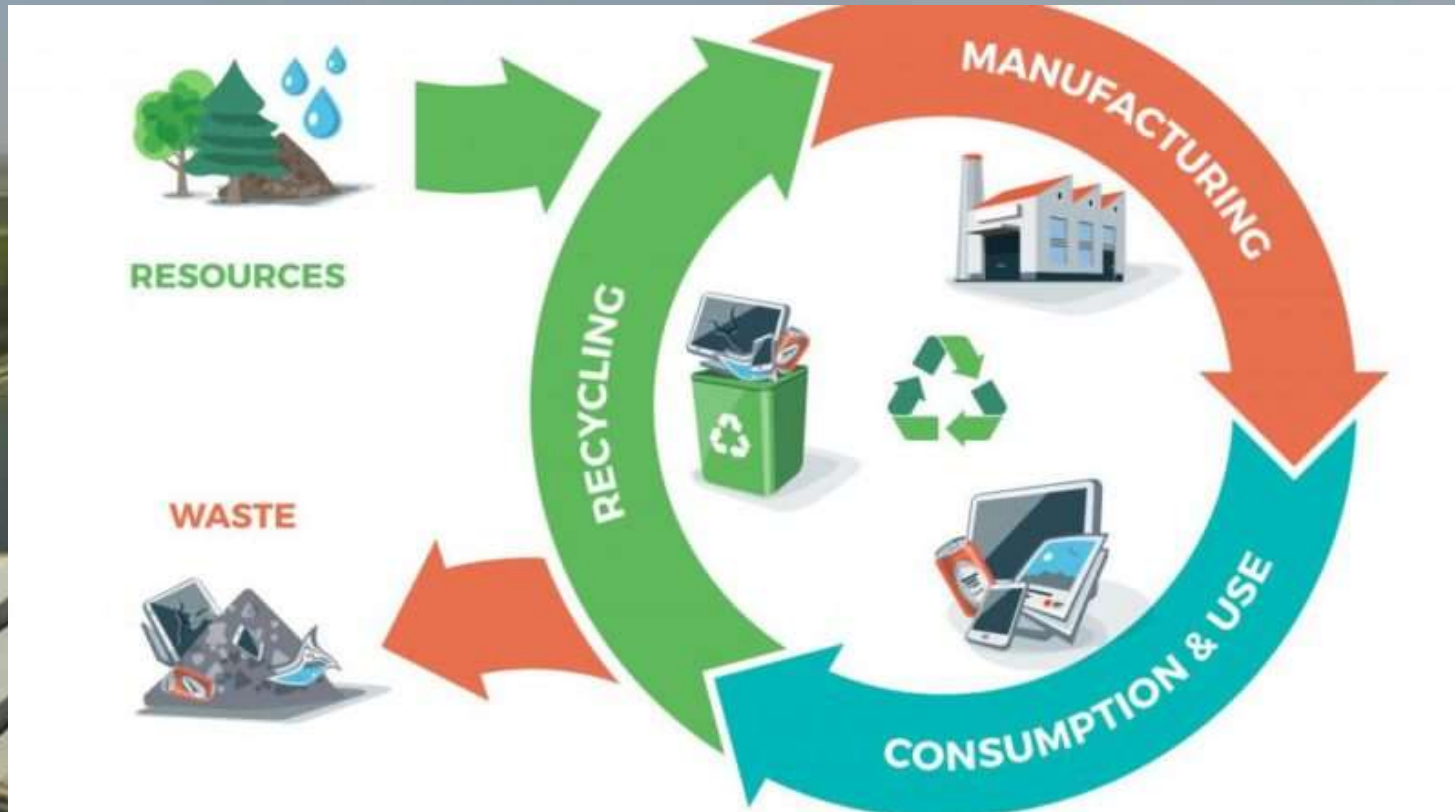 RESOURCES
WASTE
RECYCLING
MANUFACTURING
CONSUMPTION & USE